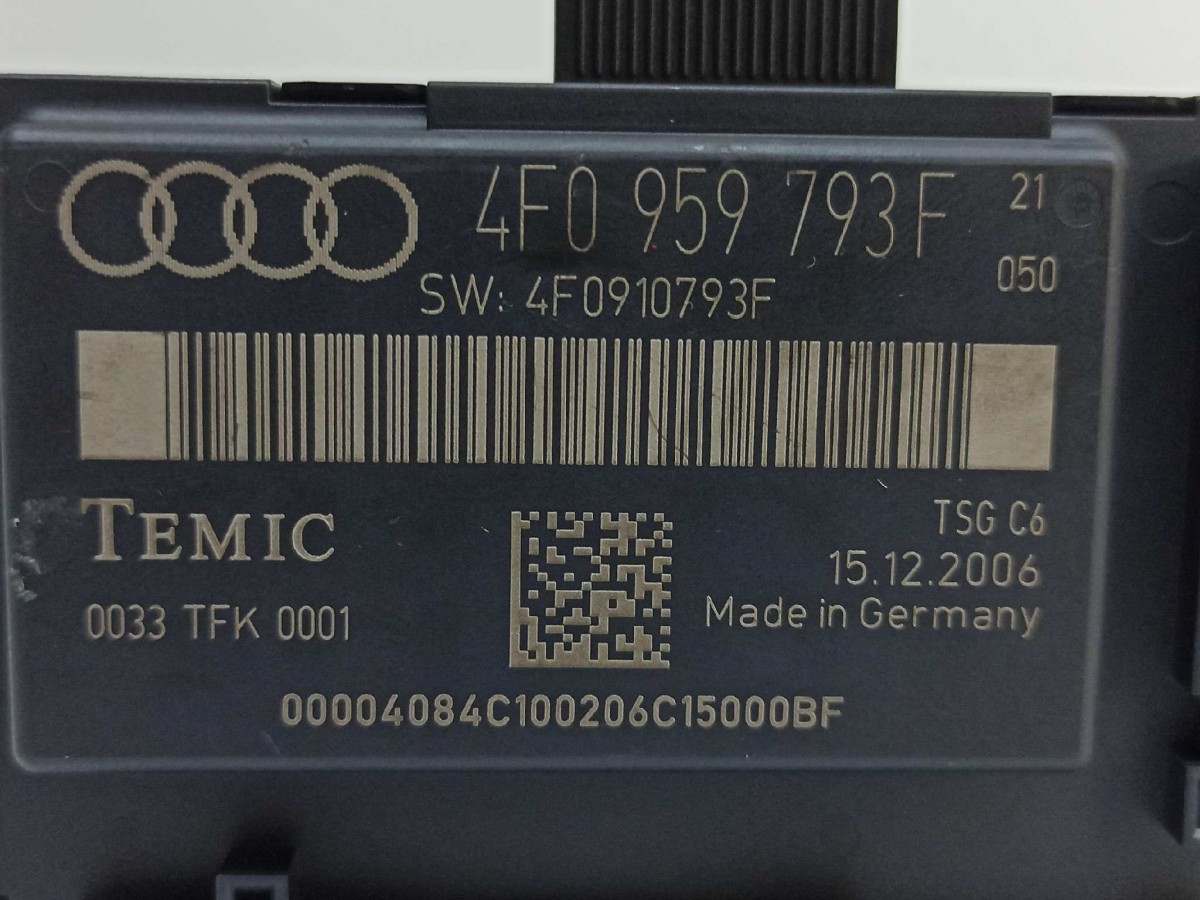 4F0 959 793F 21
050
SW: 4F0910793F
TEMIC
TSG C6
15.12.2006
0033 TFK 0001
Made in Germany
00004084C100206C15000BF